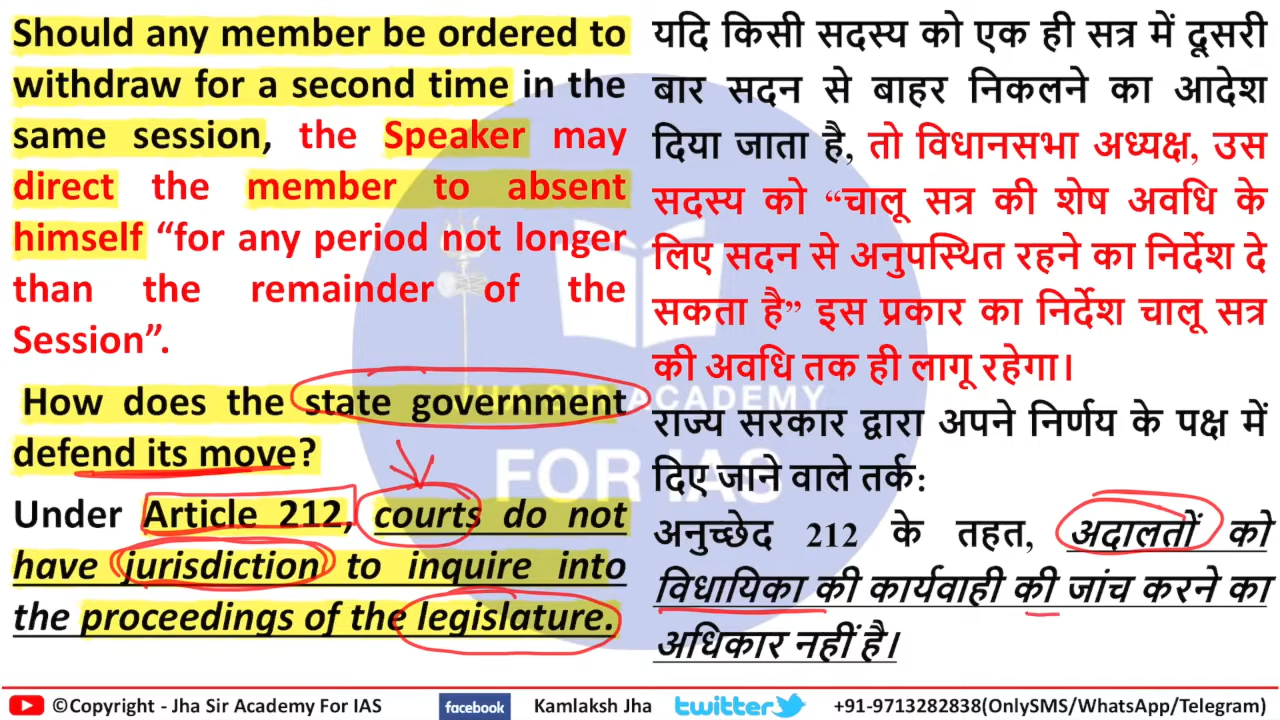 Should any member be ordered to
withdraw for a second time in the
same session, the Speaker may
direct the member to absent
himself “for any period not longer
than the remainder of the
Session”.
How does the state government
defend its move?
Under Article 212, courts do not
have jurisdiction to inquire into
the proceedings of the legislature.
यदि किसी सदस्य को एक ही सत्र में दूसरी
बार सदन से बाहर निकलने का आदेश
दिया जाता है, तो विधानसभा अध्यक्ष, उस
सदस्य को “चालू सत्र की शेष अवधि के
लिए सदन से अनुपस्थित रहने का निर्देश दे
सकता है” इस प्रकार का निर्देश चालू सत्र
की अवधि तक ही लागू रहेगा।
राज्य सरकार द्वारा अपने निर्णय के पक्ष में
दिए जाने वाले तर्क:
अनुच्छेद 212 के तहत, अदालतों को
विधायिका की कार्यवाही की जांच करने का
अधिकार नहीं है।
JHA SIR ACADEMY
FOR IAS
©Copyright - Jha Sir Academy For IAS facebook Kamlaksh Jha twitter +91-9713282838(OnlySMS/WhatsApp/Telegram)